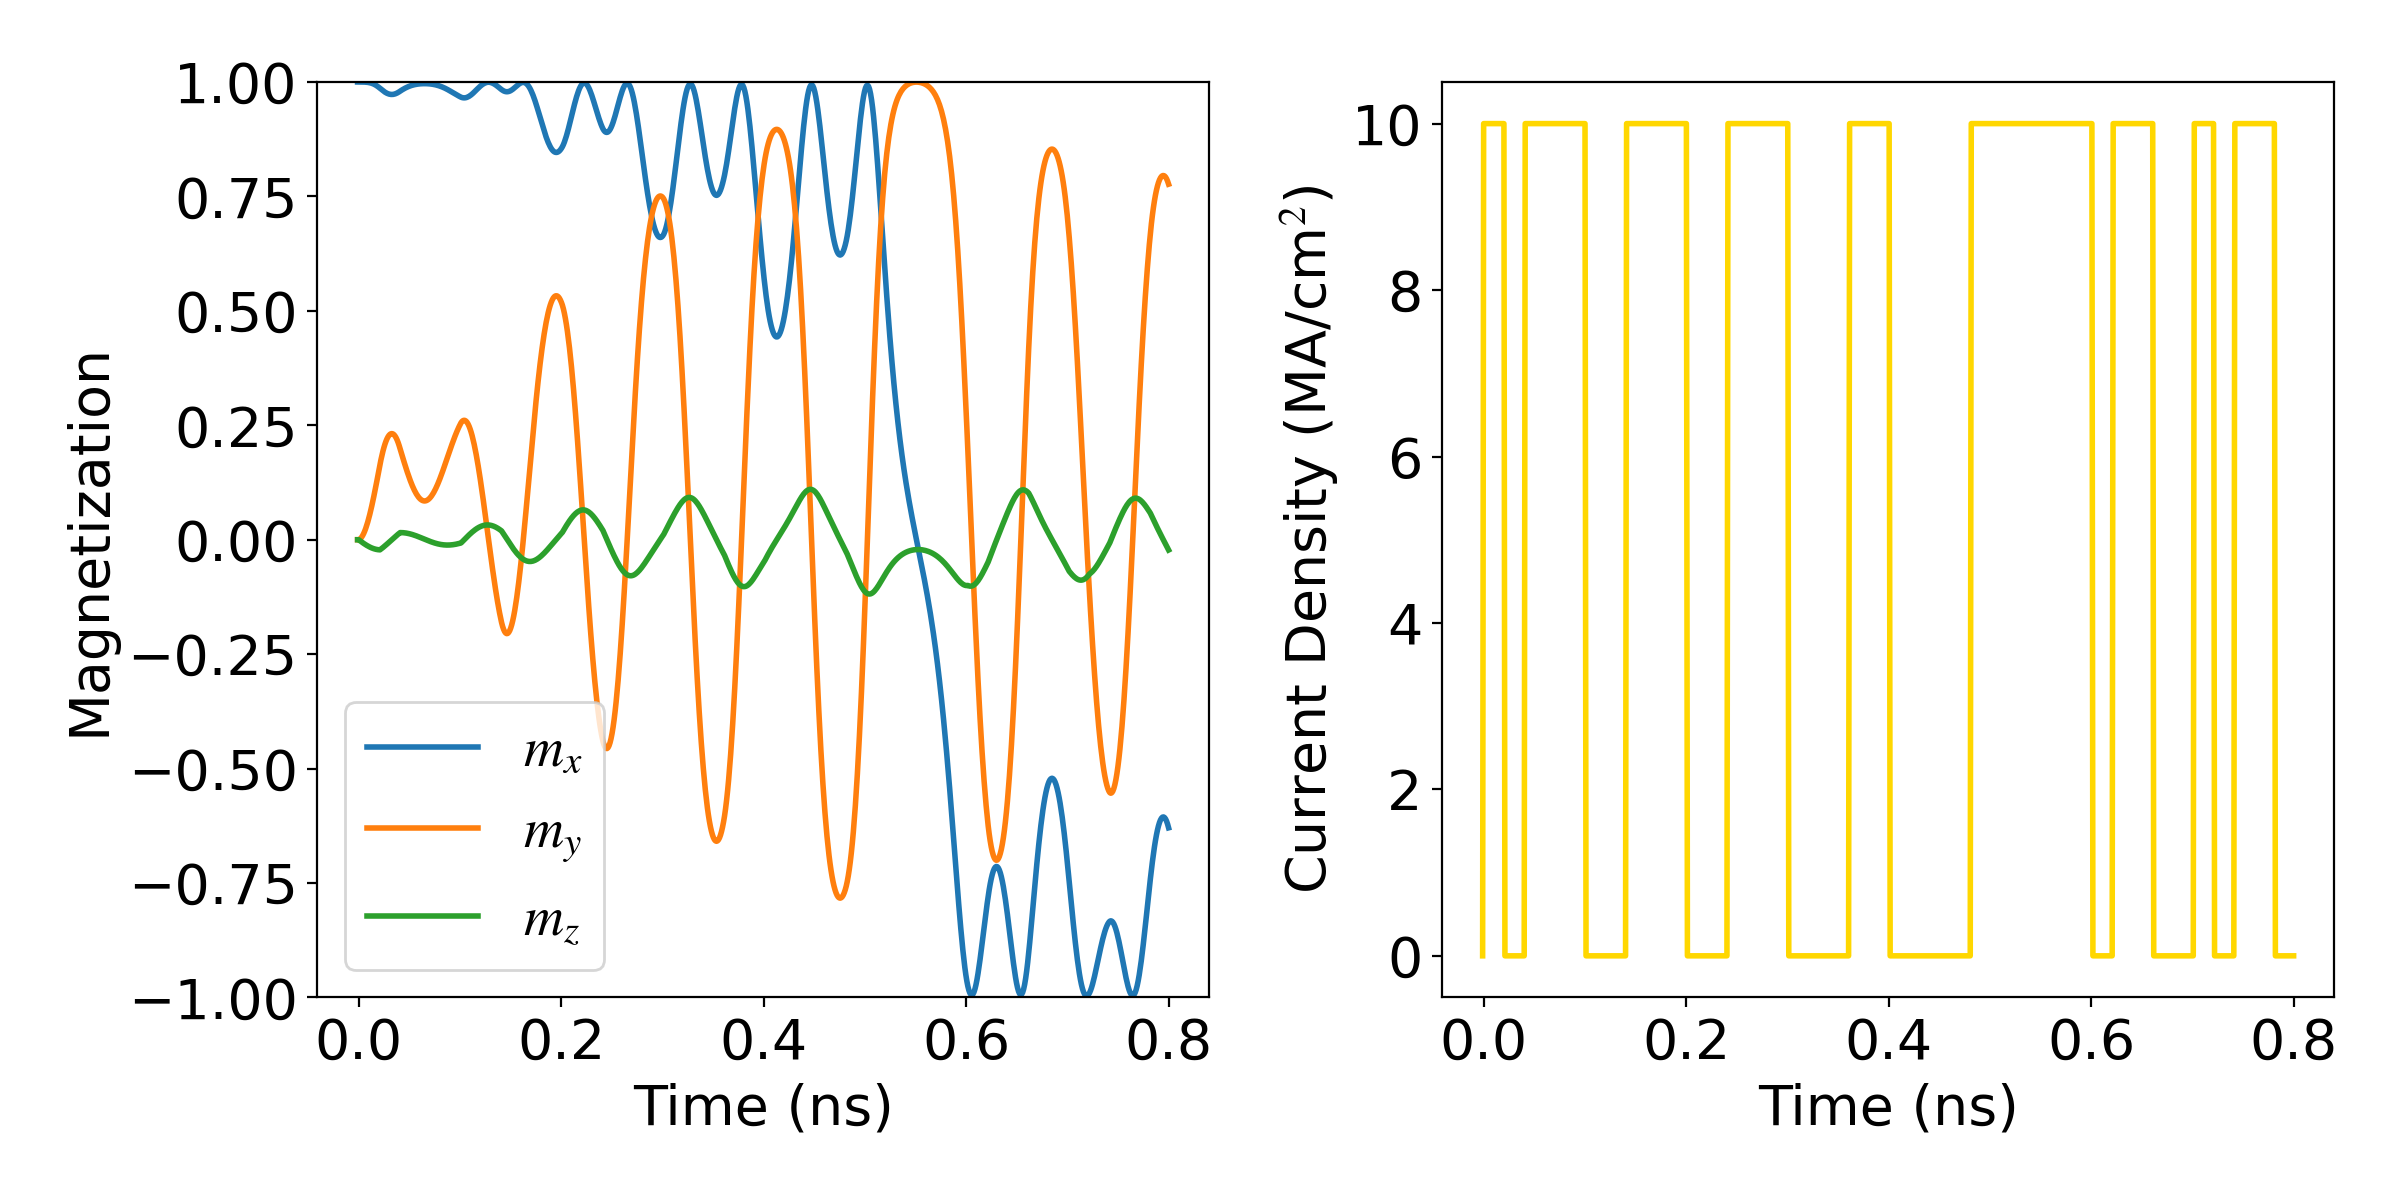 Magnetization
1.00
0.75
0.50
0.25
0.00
−0.25
−0.50
−0.75
−1.00
m_x
m_y
m_z
0.0 0.2 0.4 0.6 0.8
Time (ns)
Current Density (MA/cm²)
10
8
6
4
2
0
0.0 0.2 0.4 0.6 0.8
Time (ns)